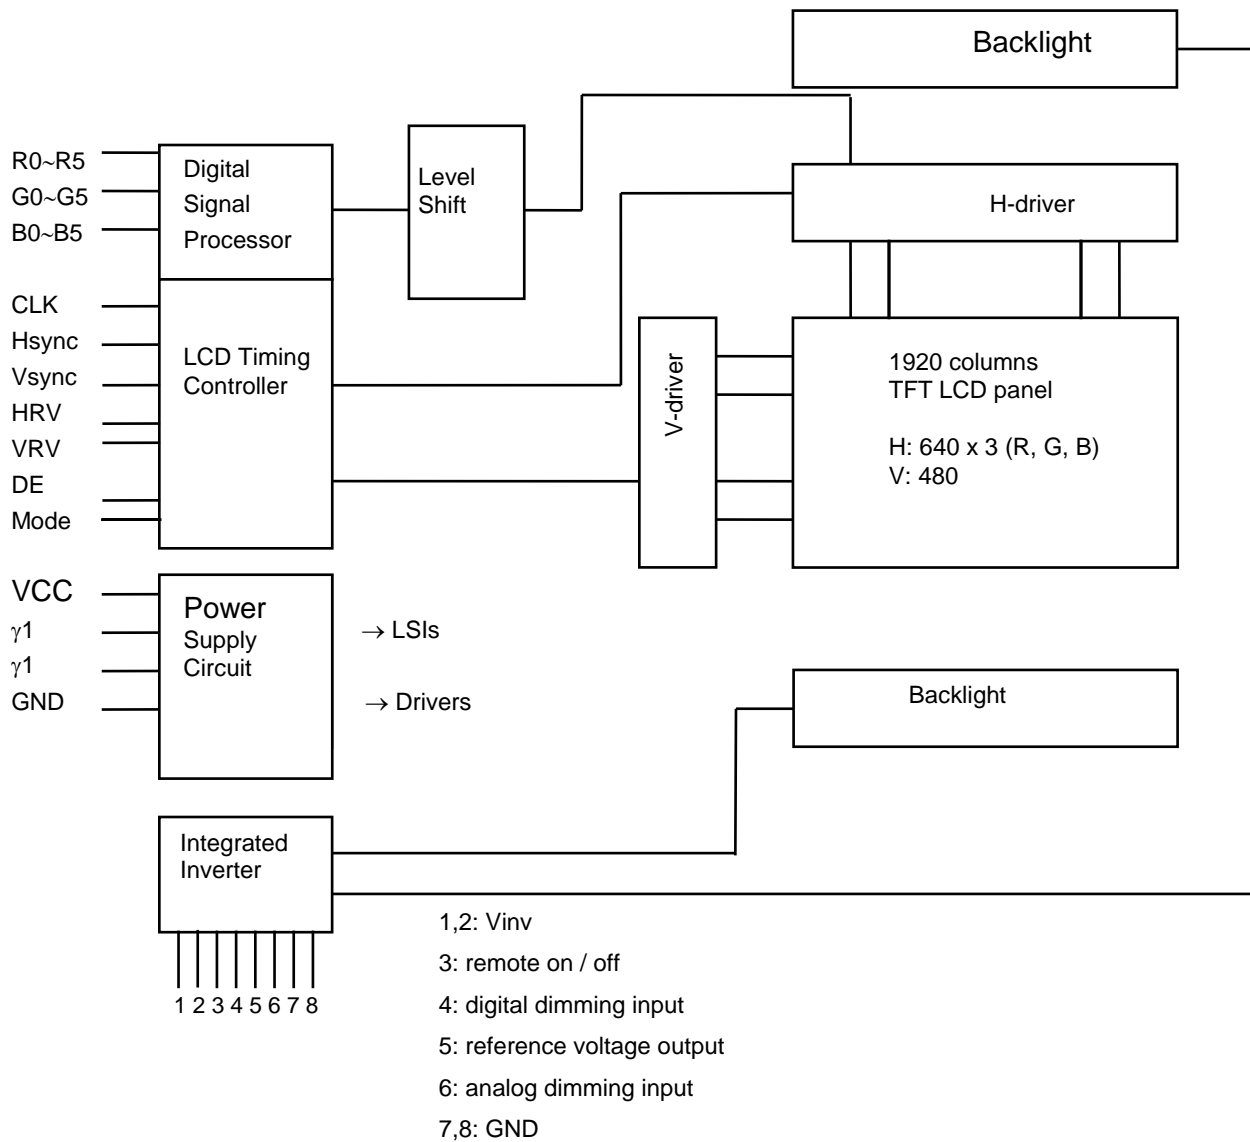 Backlight
R0~R5
G0~G5
B0~B5
Digital
Signal
Processor
Level
Shift
H-driver
CLK
Hsync
Vsync
HRV
VRV
DE
Mode
LCD Timing
Controller
V-driver
1920 columns
TFT LCD panel
H: 640 x 3 (R, G, B)
V: 480
VCC
γ1
γ1
GND
Power
Supply
Circuit
→ LSIs
→ Drivers
Backlight
Integrated
Inverter
1 2 3 4 5 6 7 8
1,2: Vinv
3: remote on / off
4: digital dimming input
5: reference voltage output
6: analog dimming input
7,8: GND